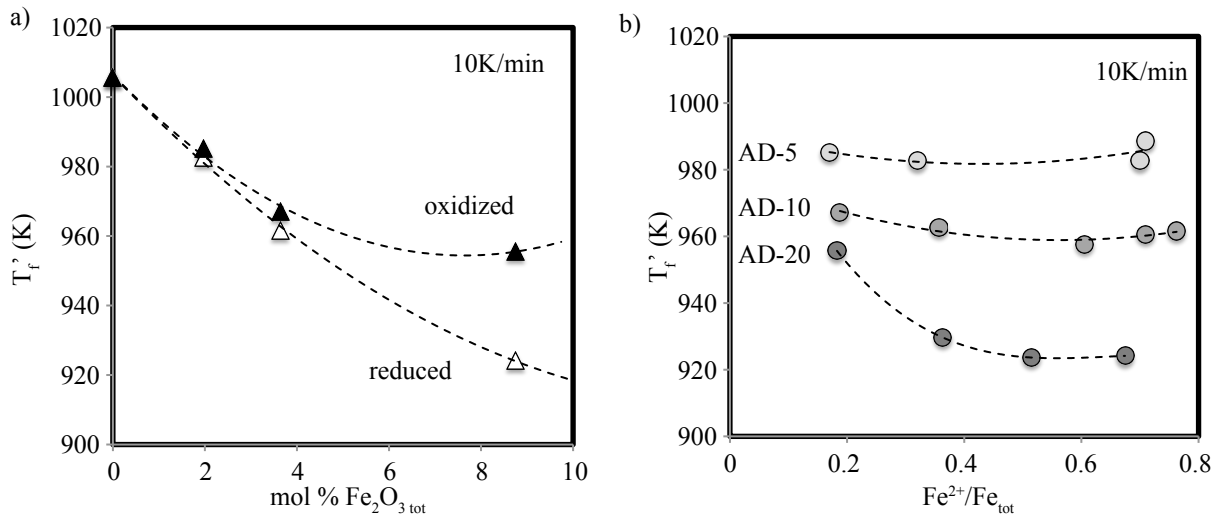 a)
1020
1000
980
960
940
920
900
T_f' (K)
10K/min
oxidized
reduced
0
2
4
6
8
10
mol % Fe₂O₃ tot
b)
1020
1000
980
960
940
920
900
T_f' (K)
10K/min
AD-5
AD-10
AD-20
0
0.2
0.4
0.6
0.8
Fe²⁺/Fe_tot